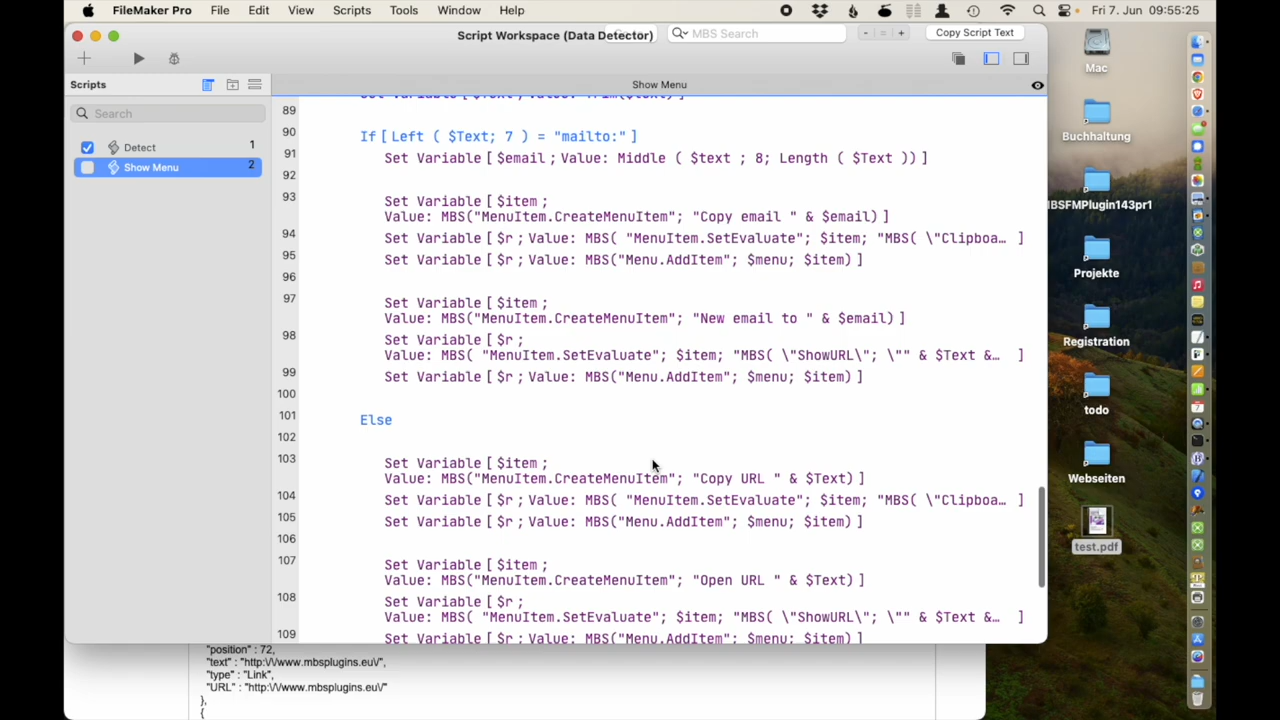 FileMaker Pro File Edit View Scripts Tools Window Help Fri 7. Jun 09:55:25
Script Workspace (Data Detector) MBS Search - = + Copy Script Text
Scripts Show Menu
Search
Detect 1
Show Menu 2
89
90 If [ Left ( $Text; 7 ) = "mailto:" ]
91 Set Variable [ $email ; Value: Middle ( $text ; 8; Length ( $Text )) ]
92
93 Set Variable [ $item ;
Value: MBS("MenuItem.CreateMenuItem"; "Copy email " & $email) ]
94 Set Variable [ $r ; Value: MBS( "MenuItem.SetEvaluate"; $item; "MBS( \"Clipboa… ]
95 Set Variable [ $r ; Value: MBS("Menu.AddItem"; $menu; $item) ]
96
97 Set Variable [ $item ;
Value: MBS("MenuItem.CreateMenuItem"; "New email to " & $email) ]
98 Set Variable [ $r ;
Value: MBS( "MenuItem.SetEvaluate"; $item; "MBS( \"ShowURL\"; \"" & $Text &… ]
99 Set Variable [ $r ; Value: MBS("Menu.AddItem"; $menu; $item) ]
100
101 Else
102
103 Set Variable [ $item ;
Value: MBS("MenuItem.CreateMenuItem"; "Copy URL " & $Text) ]
104 Set Variable [ $r ; Value: MBS( "MenuItem.SetEvaluate"; $item; "MBS( \"Clipboa… ]
105 Set Variable [ $r ; Value: MBS("Menu.AddItem"; $menu; $item) ]
106
107 Set Variable [ $item ;
Value: MBS("MenuItem.CreateMenuItem"; "Open URL " & $Text) ]
108 Set Variable [ $r ;
Value: MBS( "MenuItem.SetEvaluate"; $item; "MBS( \"ShowURL\"; \"" & $Text &… ]
109 Set Variable [ $r ; Value: MBS("Menu.AddItem"; $menu; $item) ]
"position" : 72,
"text" : "http:\/\/www.mbsplugins.eu\/",
"type" : "Link",
"URL" : "http:\/\/www.mbsplugins.eu\/"
},
{
Mac
Buchhaltung
IBSFMPlugin143pr1
Projekte
Registration
todo
Webseiten
test.pdf